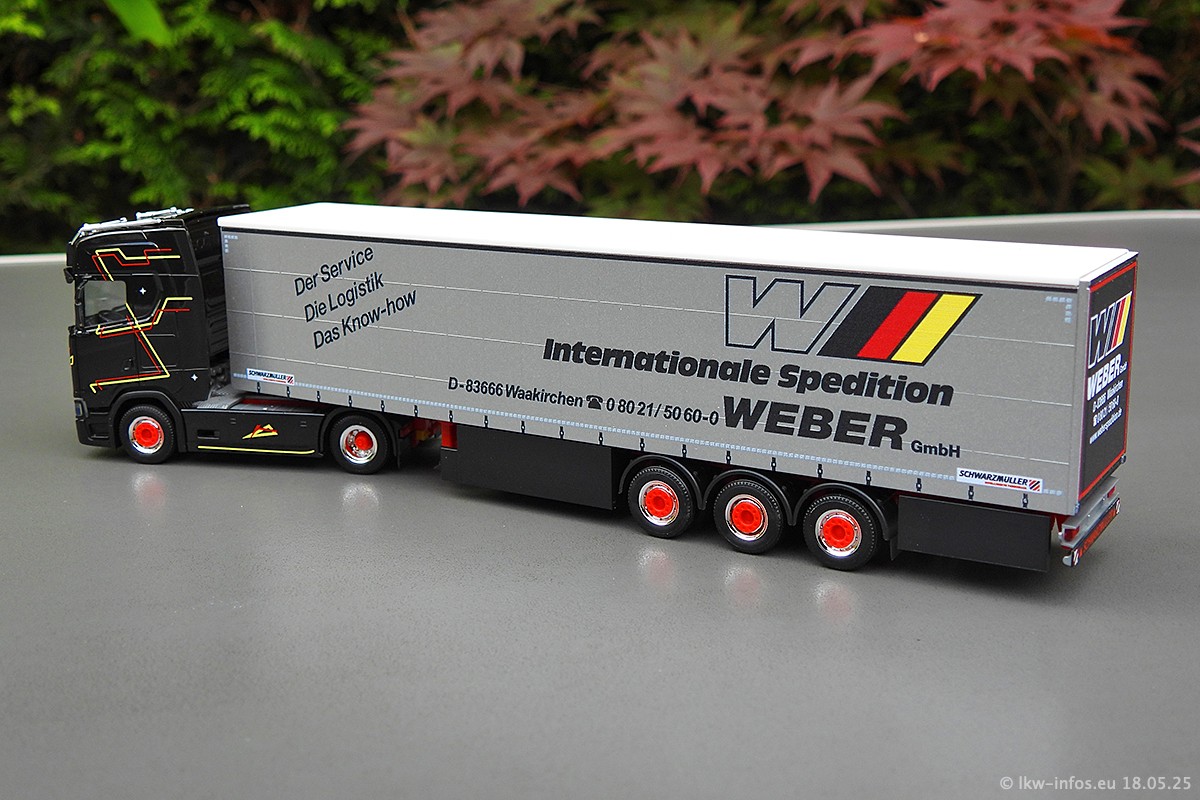 Der Service
Die Logistik
Das Know-how
W
Internationale Spedition
D-83666 Waakirchen ☎ 0 80 21/50 60-0 WEBER GmbH
SCHWARZMÜLLER
SCHWARZMÜLLER
W
WEBER
© lkw-infos.eu 18.05.25